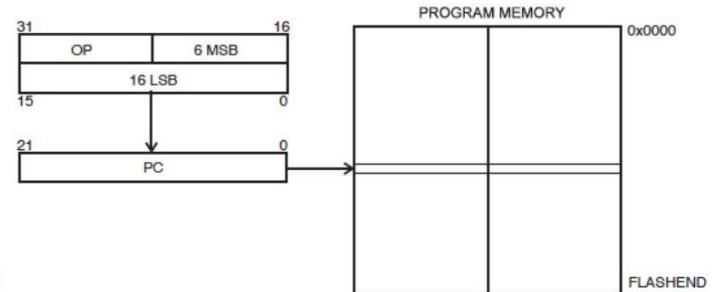 PROGRAM MEMORY
31 16
0x0000
OP 6 MSB
16 LSB
15 0
21 0
PC
FLASHEND